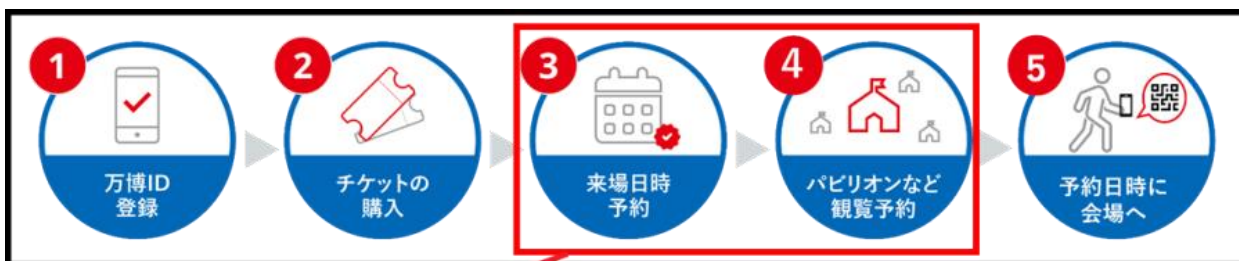 1
万博ID
登録
2
チケットの
購入
3
来場日時
予約
4
パビリオンなど
観覧予約
5
予約日時に
会場へ